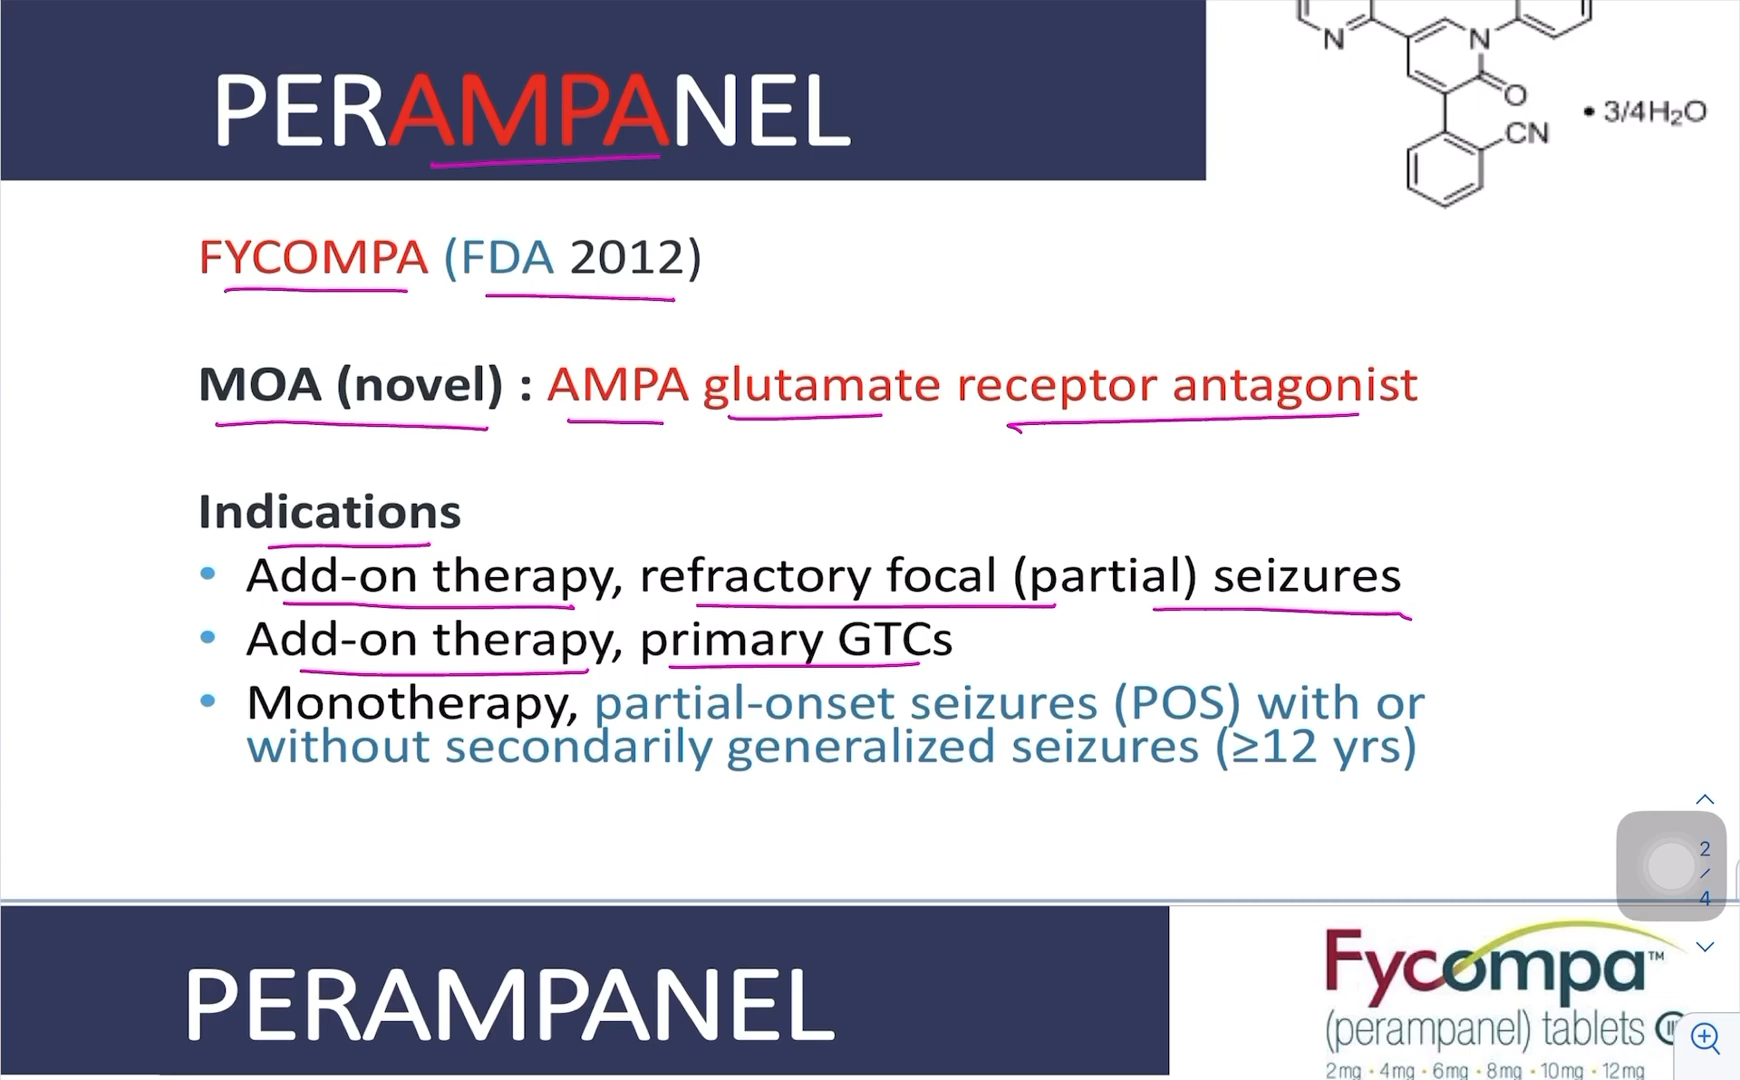 PERAMPANEL
N
N
O
CN
• 3/4H₂O
FYCOMPA (FDA 2012)
MOA (novel) : AMPA glutamate receptor antagonist
Indications
• Add-on therapy, refractory focal (partial) seizures
• Add-on therapy, primary GTCs
• Monotherapy, partial-onset seizures (POS) with or
without secondarily generalized seizures (≥12 yrs)
2
/
4
PERAMPANEL
Fycompa™
(perampanel) tablets
2mg • 4mg • 6mg • 8mg • 10mg • 12mg